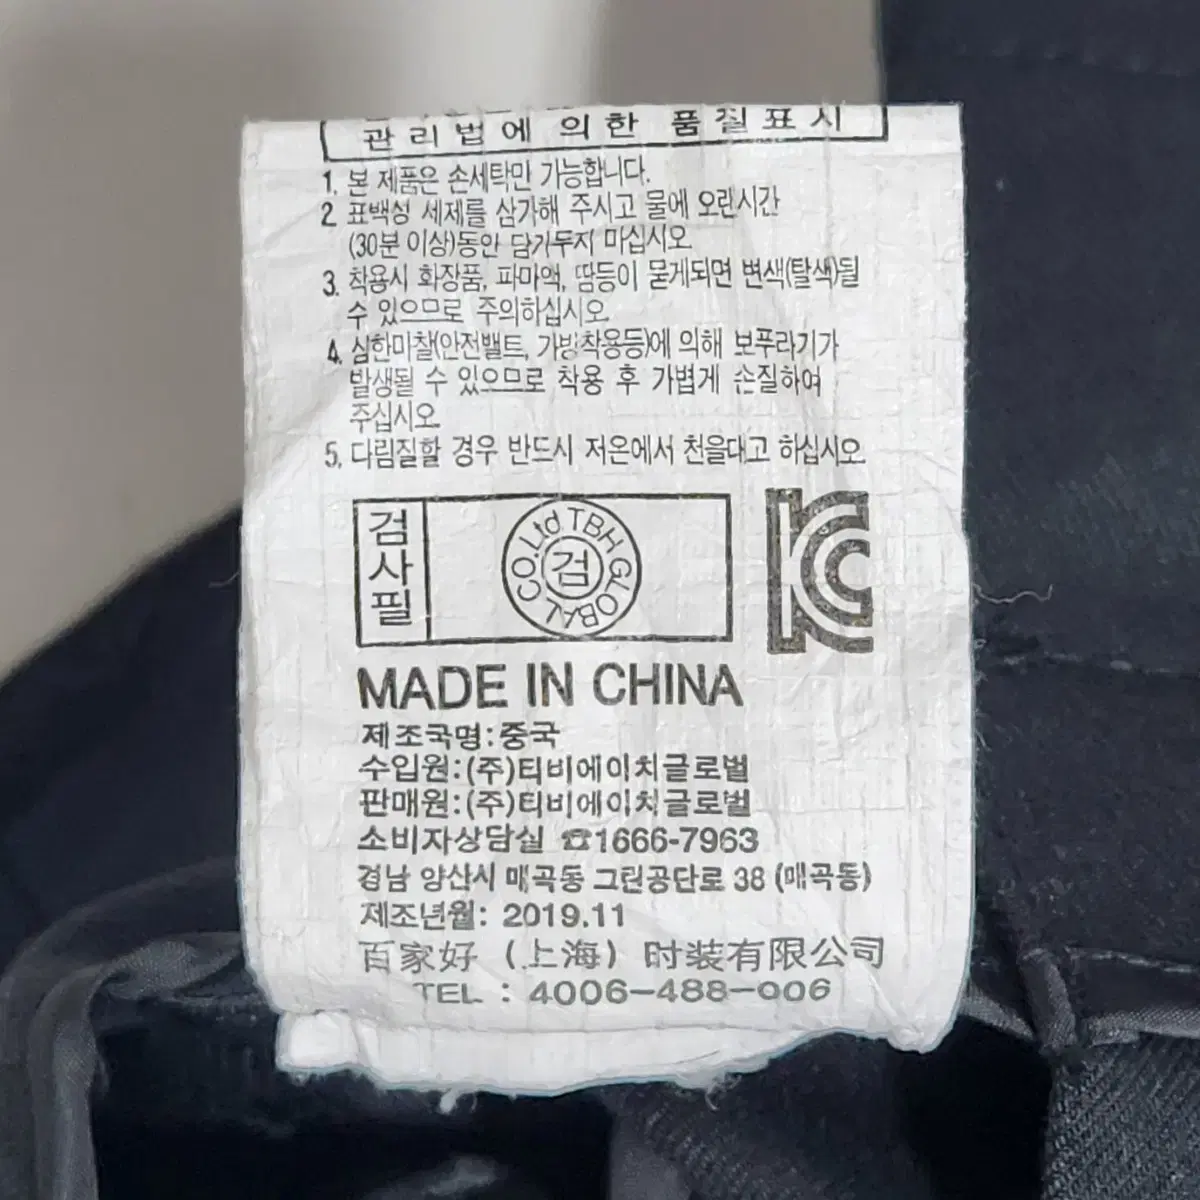 관리법에 의한 품질표시
1. 본 제품은 손세탁만 가능합니다.
2. 표백성 세제를 삼가해 주시고 물에 오랜시간
(30분 이상)동안 담가두지 마십시오.
3. 착용시 화장품, 파마액, 땀등이 묻게되면 변색(탈색)될
수 있으므로 주의하십시오.
4. 심한마찰(안전밸트, 가방착용등)에 의해 보푸라기가
발생될 수 있으므로 착용 후 가볍게 손질하여
주십시오.
5. 다림질할 경우 반드시 저온에서 천을대고 하십시오.
검사필
TBH GLOBAL CO.Ltd
검
KC
MADE IN CHINA
제조국명:중국
수입원:(주)티비에이치글로벌
판매원:(주)티비에이치글로벌
소비자상담실 ☎1666-7963
경남 양산시 매곡동 그린공단로 38 (매곡동)
제조년월: 2019.11
百家好（上海）时装有限公司
TEL : 4006-488-006